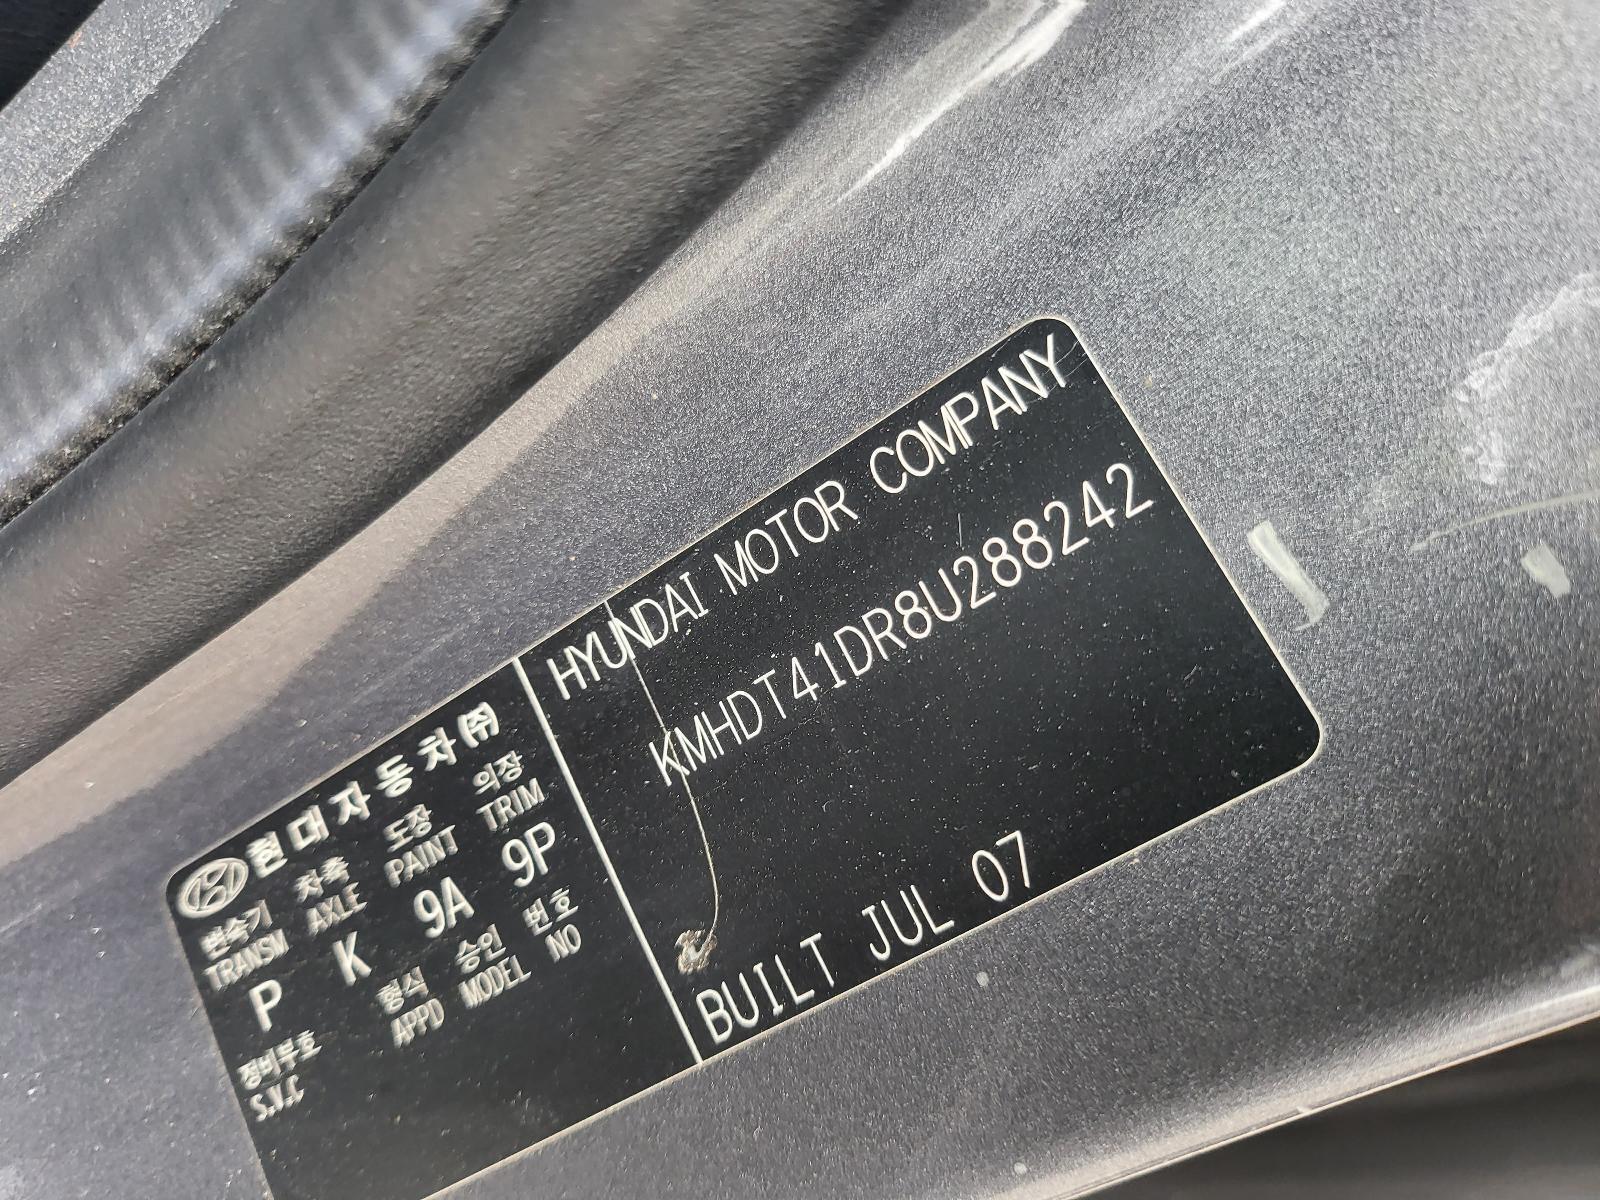 현대자동차㈜
변속기 차축 도장 의장
TRANSM AXLE PAINT TRIM
P K 9A 9P
정비부호 형식 승인 번호
S.V.C APPD MODEL NO
HYUNDAI MOTOR COMPANY
KMHDT41DR8U288242
BUILT JUL 07